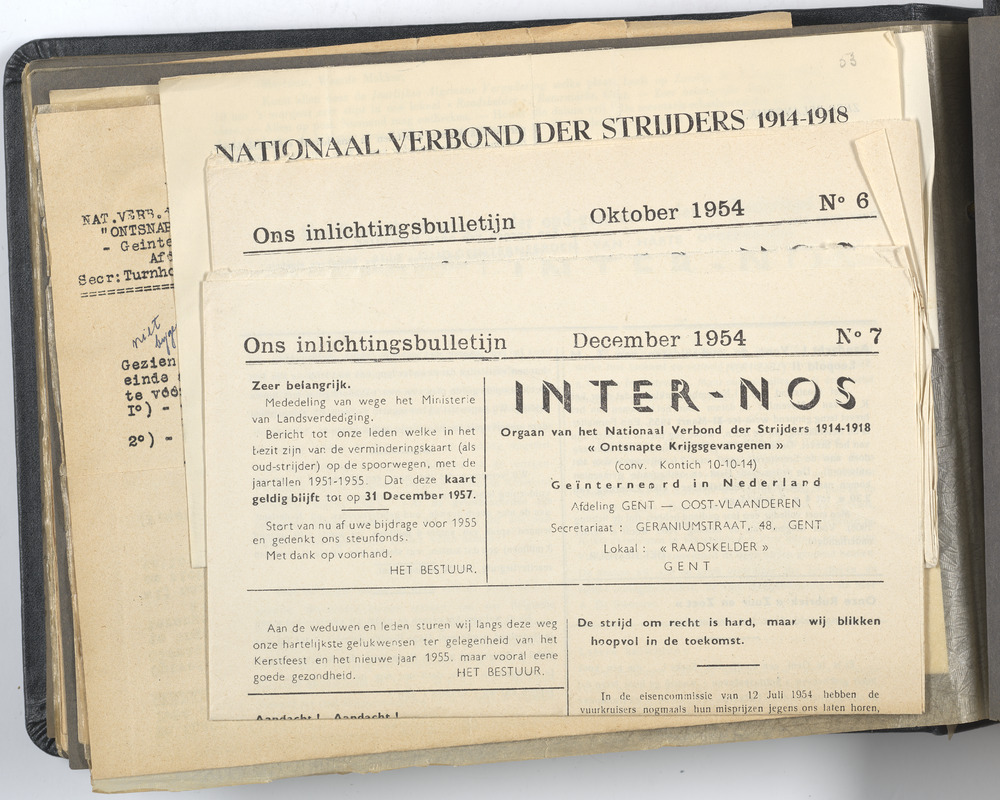 03
NATIONAAL VERBOND DER STRIJDERS 1914-1918
Ons inlichtingsbulletijn Oktober 1954 Nº 6
NAT.VERB.
"ONTSNAP
- Geinte
Af
Secr:Turnho
niet
Gezien
einde
te vóó
I°) -
2°) -
Ons inlichtingsbulletijn December 1954 Nº 7
Zeer belangrijk.
Mededeling van wege het Ministerie
van Landsverdediging.
Bericht tot onze leden welke in het
bezit zijn van de verminderingskaart (als
oud-strijder) op de spoorwegen, met de
jaartallen 1951-1955. Dat deze kaart
geldig blijft tot op 31 December 1957.
Stort van nu af uwe bijdrage voor 1955
en gedenkt ons steunfonds.
Met dank op voorhand.
HET BESTUUR.
INTER-NOS
Orgaan van het Nationaal Verbond der Strijders 1914-1918
« Ontsnapte Krijgsgevangenen »
(conv. Kontich 10-10-14)
Geïnterneerd in Nederland
Afdeling GENT — OOST-VLAANDEREN
Secretariaat : GERANIUMSTRAAT, 48, GENT
Lokaal : « RAADSKELDER »
GENT
Aan de weduwen en leden sturen wij langs deze weg
onze hartelijkste gelukwensen ter gelegenheid van het
Kerstfeest en het nieuwe jaar 1955, maar vooral eene
goede gezondheid. HET BESTUUR.
Aandacht ! Aandacht !
De strijd om recht is hard, maar wij blikken
hoopvol in de toekomst.
In de eisencommissie van 12 Juli 1954 hebben de
vuurkruisers nogmaals hun misprijzen jegens ons laten horen,